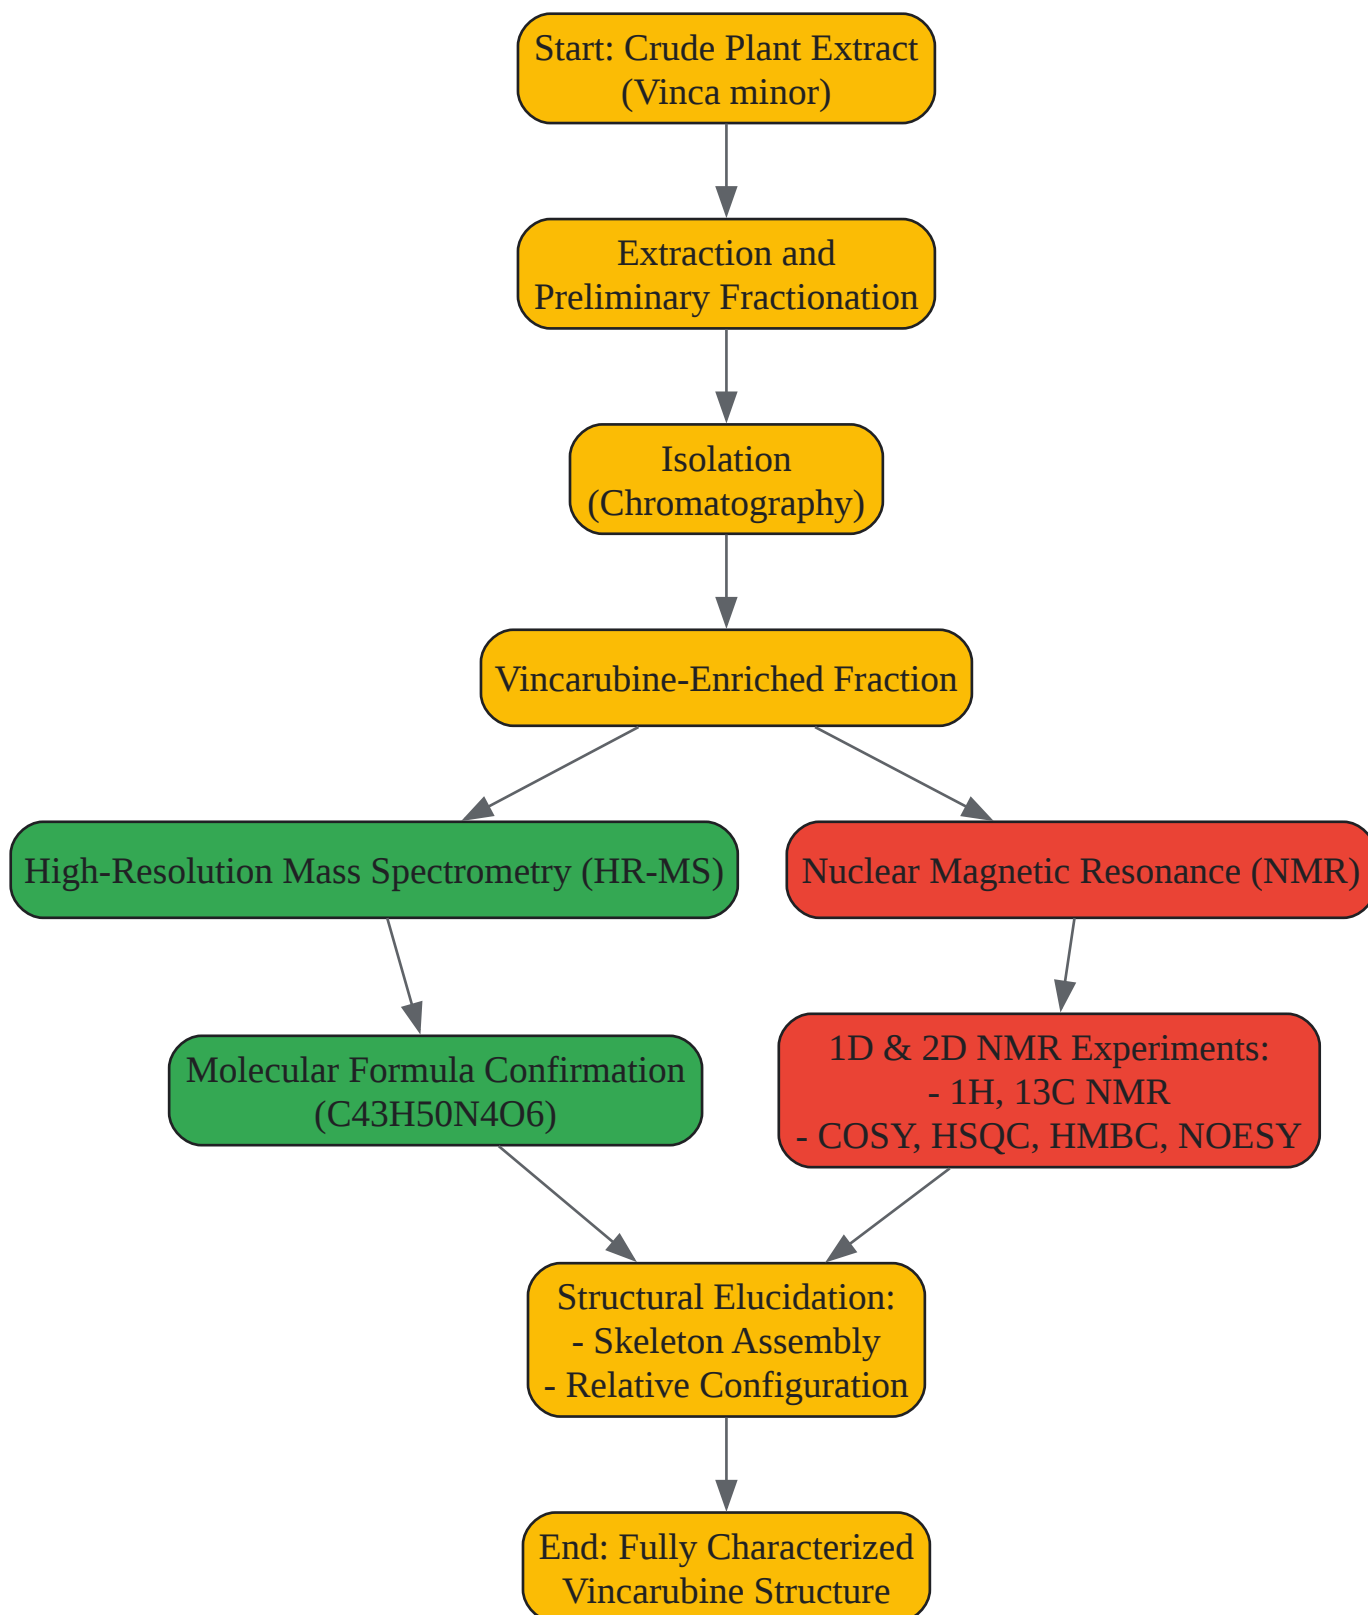 Start: Crude Plant Extract
(Vinca minor)
Extraction and
Preliminary Fractionation
Isolation
(Chromatography)
Vincarubine-Enriched Fraction
High-Resolution Mass Spectrometry (HR-MS)
Nuclear Magnetic Resonance (NMR)
Molecular Formula Confirmation
(C43H50N4O6)
1D & 2D NMR Experiments:
- 1H, 13C NMR
- COSY, HSQC, HMBC, NOESY
Structural Elucidation:
- Skeleton Assembly
- Relative Configuration
End: Fully Characterized
Vincarubine Structure